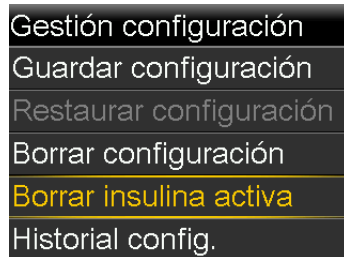 Gestión configuración
Guardar configuración
Restaurar configuración
Borrar configuración
Borrar insulina activa
Historial config.